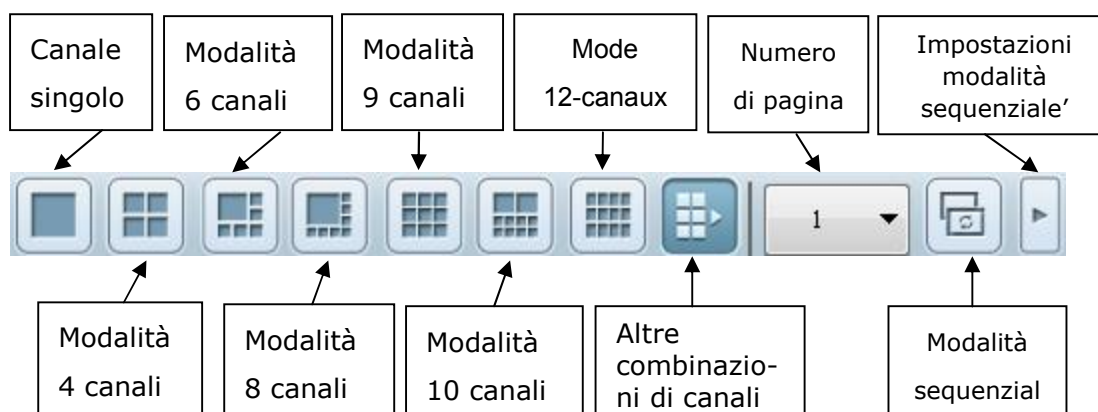 Canale
singolo
Modalità
6 canali
Modalità
9 canali
Mode
12-canaux
Numero
di pagina
Impostazioni
modalità
sequenziale’
1
Modalità
4 canali
Modalità
8 canali
Modalità
10 canali
Altre
combinazio-
ni di canali
Modalità
sequenzial